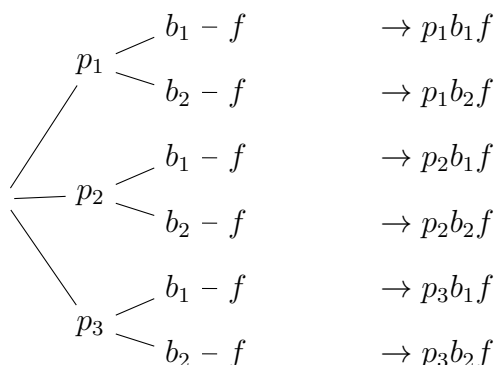 b₁ – f → p₁b₁f
p₁
b₂ – f → p₁b₂f
b₁ – f → p₂b₁f
p₂
b₂ – f → p₂b₂f
b₁ – f → p₃b₁f
p₃
b₂ – f → p₃b₂f